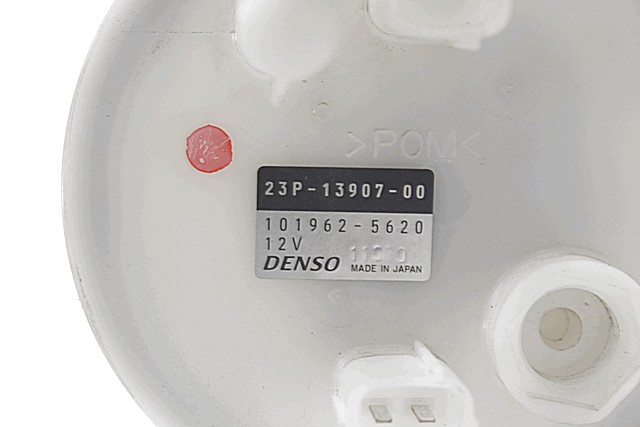 >POM<
23P-13907-00
101962-5620
12V
DENSO MADE IN JAPAN